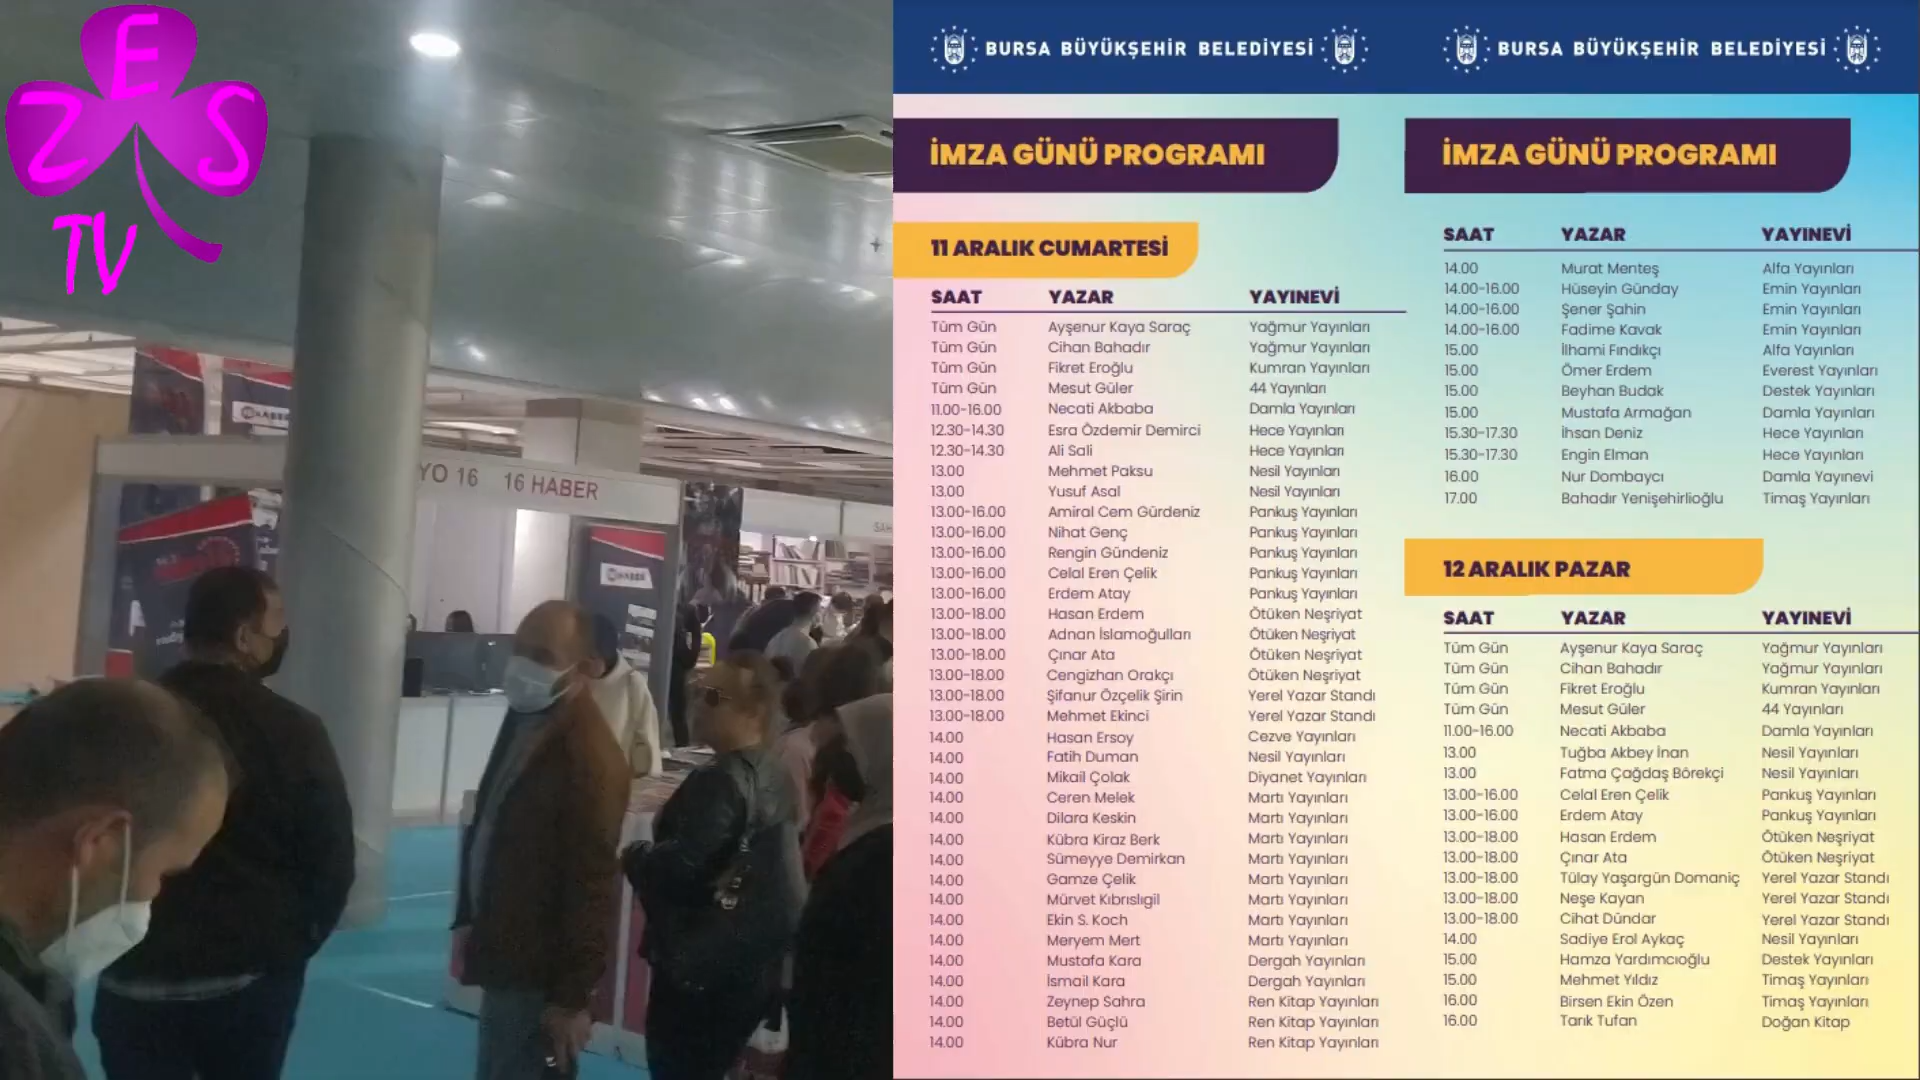 ZES
TV
YO 16 16 HABER
HABER
SAH
BURSA BÜYÜKŞEHİR BELEDİYESİ
İMZA GÜNÜ PROGRAMI
11 ARALIK CUMARTESİ
SAAT YAZAR YAYINEVİ
Tüm Gün Ayşenur Kaya Saraç Yağmur Yayınları
Tüm Gün Cihan Bahadır Yağmur Yayınları
Tüm Gün Fikret Eroğlu Kumran Yayınları
Tüm Gün Mesut Güler 44 Yayınları
11.00-16.00 Necati Akbaba Damla Yayınları
12.30-14.30 Esra Özdemir Demirci Hece Yayınları
12.30-14.30 Ali Sali Hece Yayınları
13.00 Mehmet Paksu Nesil Yayınları
13.00 Yusuf Asal Nesil Yayınları
13.00-16.00 Amiral Cem Gürdeniz Pankuş Yayınları
13.00-16.00 Nihat Genç Pankuş Yayınları
13.00-16.00 Rengin Gündeniz Pankuş Yayınları
13.00-16.00 Celal Eren Çelik Pankuş Yayınları
13.00-16.00 Erdem Atay Pankuş Yayınları
13.00-18.00 Hasan Erdem Ötüken Neşriyat
13.00-18.00 Adnan İslamoğulları Ötüken Neşriyat
13.00-18.00 Çınar Ata Ötüken Neşriyat
13.00-18.00 Cengizhan Orakçı Ötüken Neşriyat
13.00-18.00 Şifanur Özçelik Şirin Yerel Yazar Standı
13.00-18.00 Mehmet Ekinci Yerel Yazar Standı
14.00 Hasan Ersoy Cezve Yayınları
14.00 Fatih Duman Nesil Yayınları
14.00 Mikail Çolak Diyanet Yayınları
14.00 Ceren Melek Martı Yayınları
14.00 Dilara Keskin Martı Yayınları
14.00 Kübra Kiraz Berk Martı Yayınları
14.00 Sümeyye Demirkan Martı Yayınları
14.00 Gamze Çelik Martı Yayınları
14.00 Mürvet Kıbrıslıgil Martı Yayınları
14.00 Ekin S. Koch Martı Yayınları
14.00 Meryem Mert Martı Yayınları
14.00 Mustafa Kara Dergah Yayınları
14.00 İsmail Kara Dergah Yayınları
14.00 Zeynep Sahra Ren Kitap Yayınları
14.00 Betül Güçlü Ren Kitap Yayınları
14.00 Kübra Nur Ren Kitap Yayınları
BURSA BÜYÜKŞEHİR BELEDİYESİ
İMZA GÜNÜ PROGRAMI
SAAT YAZAR YAYINEVİ
14.00 Murat Menteş Alfa Yayınları
14.00-16.00 Hüseyin Günday Emin Yayınları
14.00-16.00 Şener Şahin Emin Yayınları
14.00-16.00 Fadime Kavak Emin Yayınları
15.00 İlhami Fındıkçı Alfa Yayınları
15.00 Ömer Erdem Everest Yayınları
15.00 Beyhan Budak Destek Yayınları
15.00 Mustafa Armağan Damla Yayınları
15.30-17.30 İhsan Deniz Hece Yayınları
15.30-17.30 Engin Elman Hece Yayınları
16.00 Nur Dombaycı Damla Yayınevi
17.00 Bahadır Yenişehirlioğlu Timaş Yayınları
12 ARALIK PAZAR
SAAT YAZAR YAYINEVİ
Tüm Gün Ayşenur Kaya Saraç Yağmur Yayınları
Tüm Gün Cihan Bahadır Yağmur Yayınları
Tüm Gün Fikret Eroğlu Kumran Yayınları
Tüm Gün Mesut Güler 44 Yayınları
11.00-16.00 Necati Akbaba Damla Yayınları
13.00 Tuğba Akbey İnan Nesil Yayınları
13.00 Fatma Çağdaş Börekçi Nesil Yayınları
13.00-16.00 Celal Eren Çelik Pankuş Yayınları
13.00-16.00 Erdem Atay Pankuş Yayınları
13.00-18.00 Hasan Erdem Ötüken Neşriyat
13.00-18.00 Çınar Ata Ötüken Neşriyat
13.00-18.00 Tülay Yaşargün Domaniç Yerel Yazar Standı
13.00-18.00 Neşe Kayan Yerel Yazar Standı
13.00-18.00 Cihat Dündar Yerel Yazar Standı
14.00 Sadiye Erol Aykaç Nesil Yayınları
15.00 Hamza Yardımcıoğlu Destek Yayınları
15.00 Mehmet Yıldız Timaş Yayınları
16.00 Birsen Ekin Özen Timaş Yayınları
16.00 Tarık Tufan Doğan Kitap